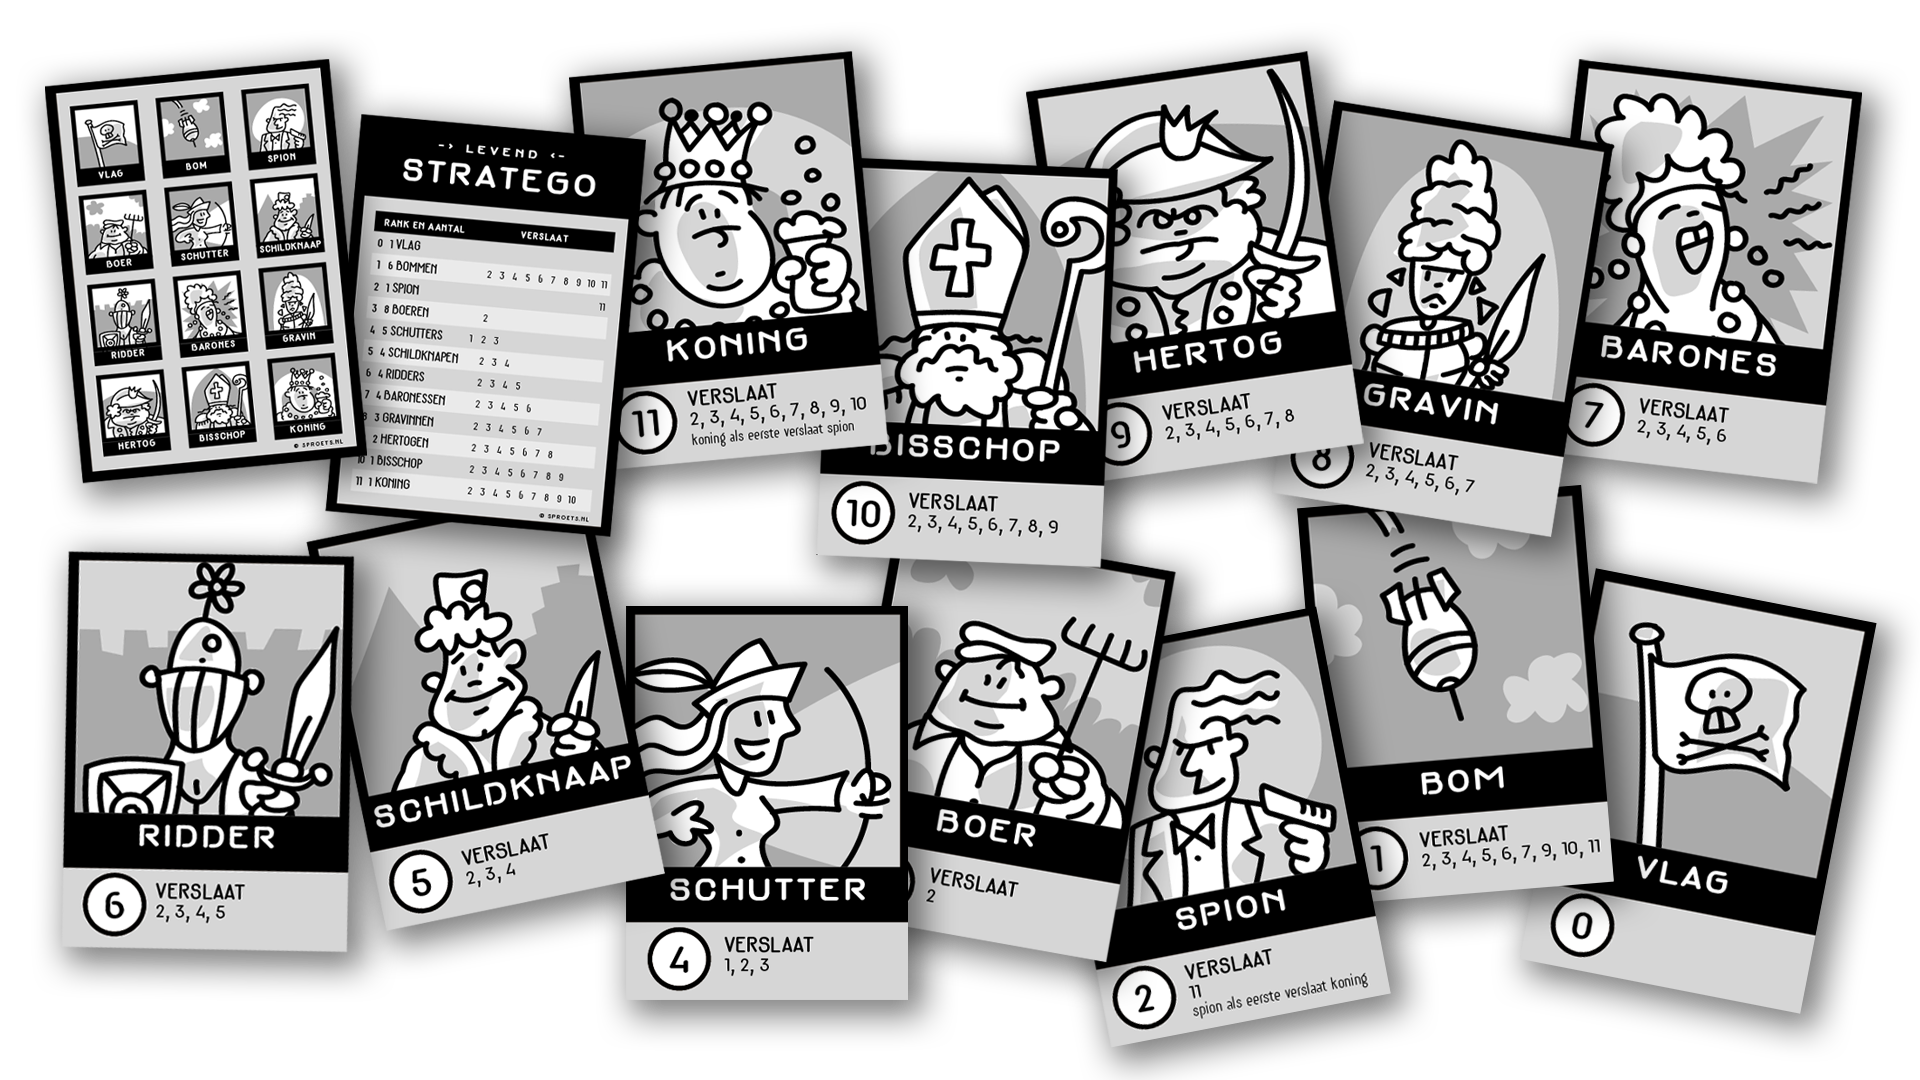 VLAG
BOM
SPION
BOER
SCHUTTER
SCHILDKNAAP
RIDDER
BARONES
GRAVIN
HERTOG
BISSCHOP
KONING
© SPROETS.NL
-> LEVEND <-
STRATEGO
RANK EN AANTAL VERSLAAT
0 1 VLAG
1 6 BOMMEN 2 3 4 5 6 7 8 9 10 11
2 1 SPION 11
3 8 BOEREN 2
4 5 SCHUTTERS 1 2 3
5 4 SCHILDKNAPEN 2 3 4
6 4 RIDDERS 2 3 4 5
7 4 BARONESSEN 2 3 4 5 6
8 3 GRAVINNEN 2 3 4 5 6 7
2 HERTOGEN 2 3 4 5 6 7 8
10 1 BISSCHOP 2 3 4 5 6 7 8 9
11 1 KONING 2 3 4 5 6 7 8 9 10
© SPROETS.NL
KONING
11
VERSLAAT
2, 3, 4, 5, 6, 7, 8, 9, 10
koning als eerste verslaat spion
BISSCHOP
10
VERSLAAT
2, 3, 4, 5, 6, 7, 8, 9
HERTOG
9
VERSLAAT
2, 3, 4, 5, 6, 7, 8
GRAVIN
8
VERSLAAT
2, 3, 4, 5, 6, 7
BARONES
7
VERSLAAT
2, 3, 4, 5, 6
RIDDER
6
VERSLAAT
2, 3, 4, 5
SCHILDKNAAP
5
VERSLAAT
2, 3, 4
SCHUTTER
4
VERSLAAT
1, 2, 3
BOER
VERSLAAT
2
SPION
2
VERSLAAT
11
spion als eerste verslaat koning
BOM
1
VERSLAAT
2, 3, 4, 5, 6, 7, 9, 10, 11
VLAG
0